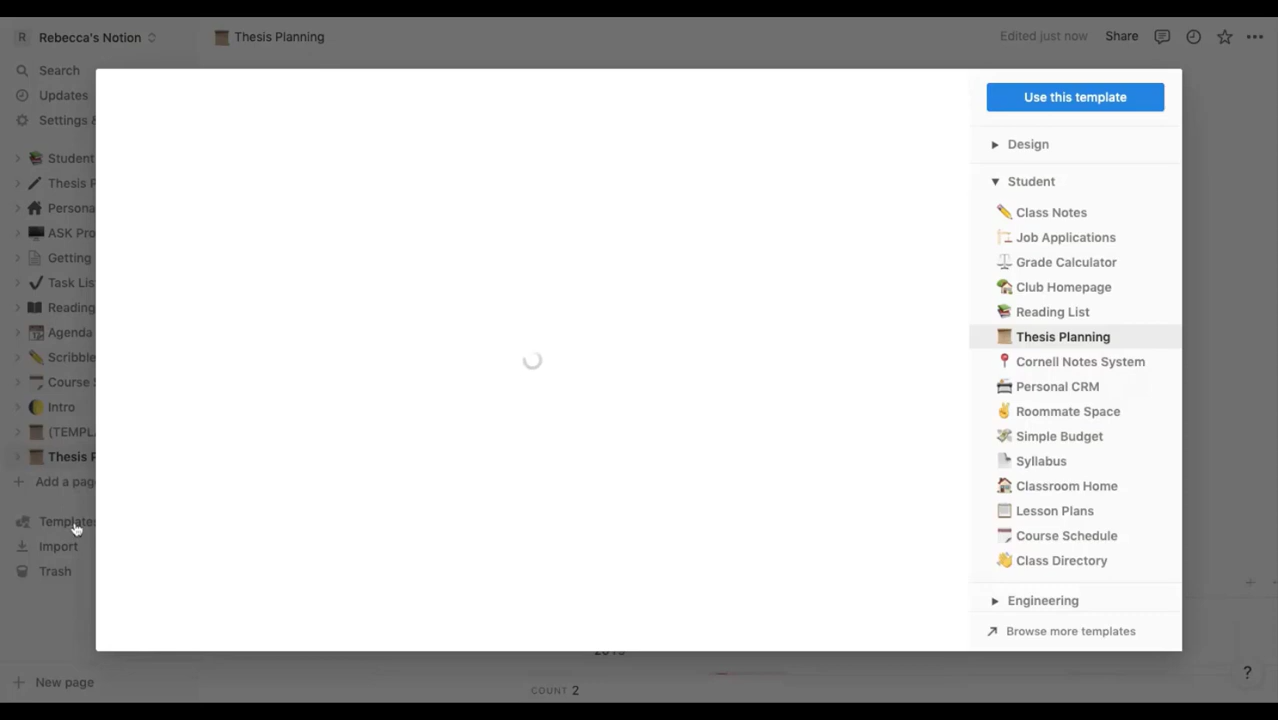 R Rebecca's Notion
Thesis Planning
Edited just now Share
Search
Updates
Settings &
Student
Thesis P
Persona
ASK Pro
Getting
Task Lis
Reading
Agenda
Scribble
Course S
Intro
(TEMPLA
Thesis P
Add a page
Templates
Import
Trash
New page
Use this template
Design
Student
Class Notes
Job Applications
Grade Calculator
Club Homepage
Reading List
Thesis Planning
Cornell Notes System
Personal CRM
Roommate Space
Simple Budget
Syllabus
Classroom Home
Lesson Plans
Course Schedule
Class Directory
Engineering
Browse more templates
COUNT 2
?